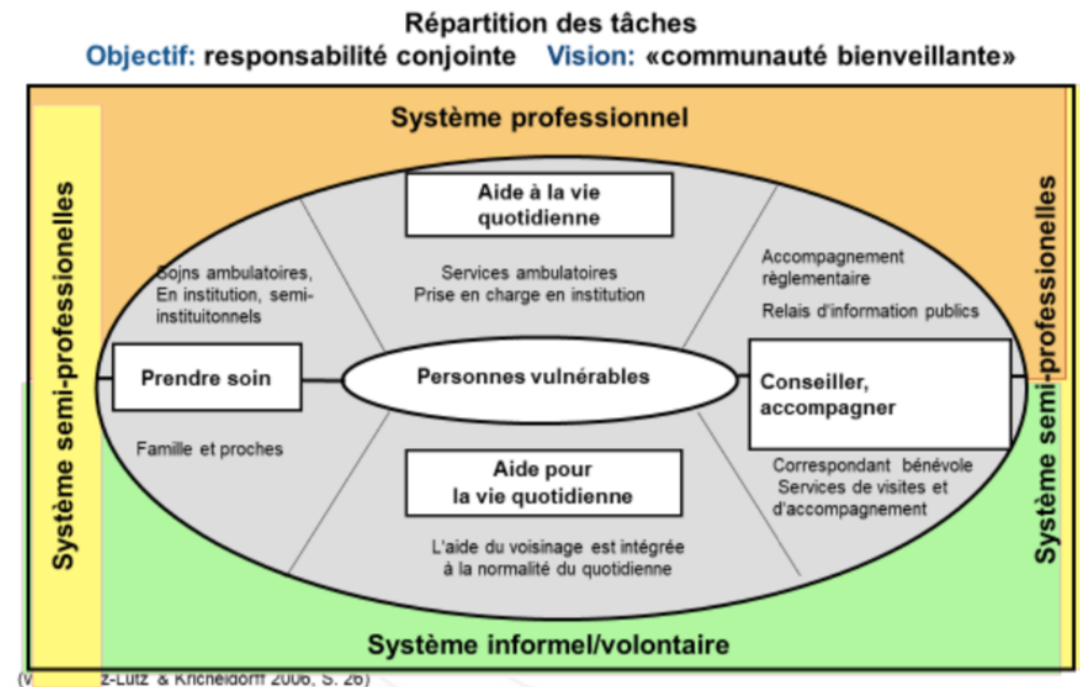 Répartition des tâches
Objectif: responsabilité conjointe Vision: «communauté bienveillante»
Système professionnel
Système semi-professionelles
Aide à la vie
quotidienne
Sojns ambulatoires,
En institution, semi-
instituitonnels
Services ambulatoires
Prise en charge en institution
Accompagnement
règlementaire
Relais d'information publics
Prendre soin
Personnes vulnérables
Conseiller,
accompagner
Famille et proches
Aide pour
la vie quotidienne
Correspondant bénévole
Services de visites et
d'accompagnement
L'aide du voisinage est intégrée
à la normalité du quotidienne
Système semi-professionelles
Système informel/volontaire
z-Lutz & Kricheldorff 2006, S. 26)